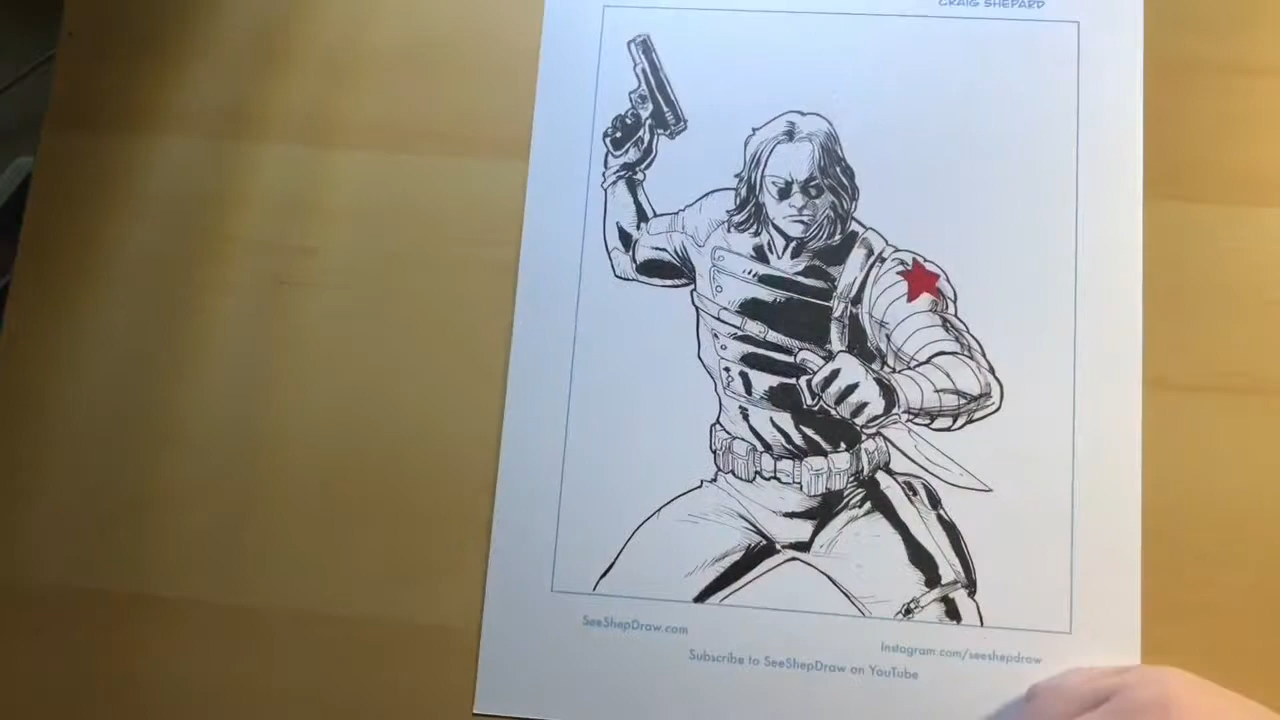 CRAIG SHEPARD
SeeShepDraw.com
Instagram.com/seeshepdraw
Subscribe to SeeShepDraw on YouTube